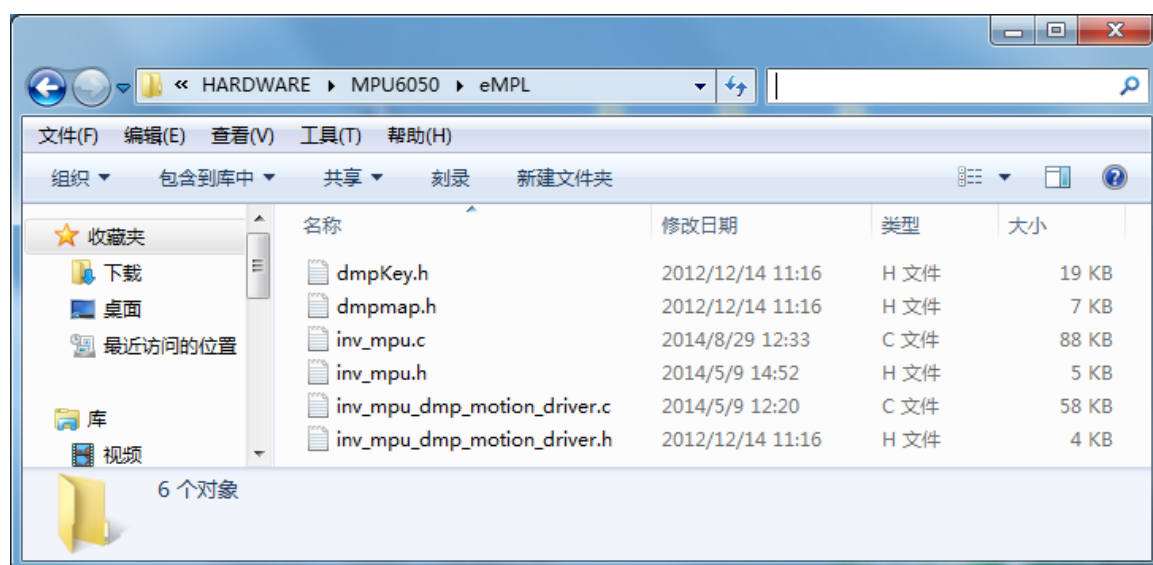 « HARDWARE ▸ MPU6050 ▸ eMPL
文件(F) 编辑(E) 查看(V) 工具(T) 帮助(H)
组织 包含到库中 共享 刻录 新建文件夹
收藏夹
下载
桌面
最近访问的位置
库
视频
名称 修改日期 类型 大小
dmpKey.h 2012/12/14 11:16 H 文件 19 KB
dmpmap.h 2012/12/14 11:16 H 文件 7 KB
inv_mpu.c 2014/8/29 12:33 C 文件 88 KB
inv_mpu.h 2014/5/9 14:52 H 文件 5 KB
inv_mpu_dmp_motion_driver.c 2014/5/9 12:20 C 文件 58 KB
inv_mpu_dmp_motion_driver.h 2012/12/14 11:16 H 文件 4 KB
6 个对象